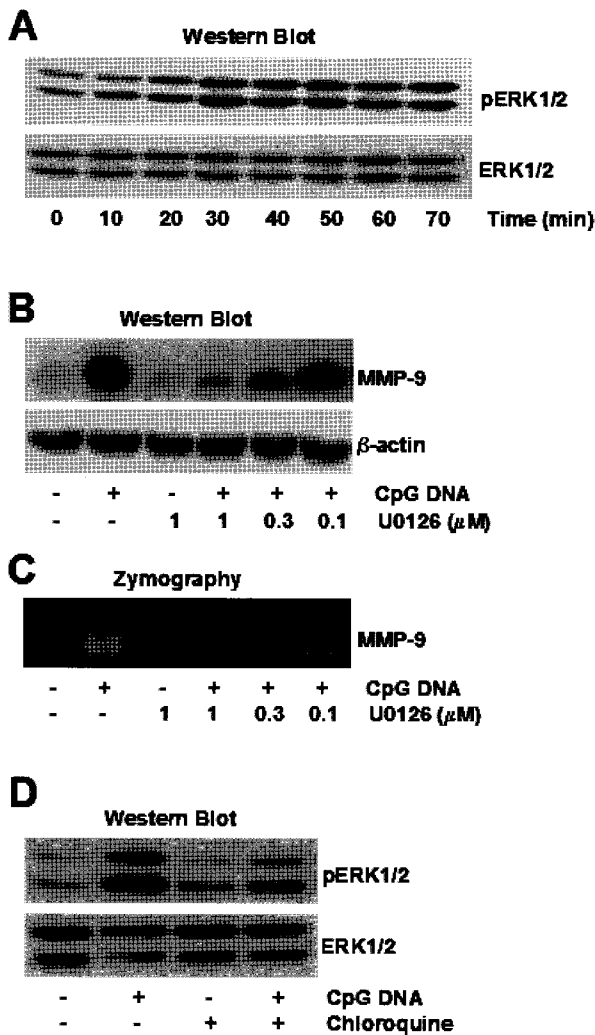 A
Western Blot
pERK1/2
ERK1/2
0 10 20 30 40 50 60 70 Time (min)
B
Western Blot
MMP-9
β-actin
- + - + + + CpG DNA
- - 1 1 0.3 0.1 U0126 (μM)
C
Zymography
MMP-9
- + - + + + CpG DNA
- - 1 1 0.3 0.1 U0126 (μM)
D
Western Blot
pERK1/2
ERK1/2
- + - + CpG DNA
- - + + Chloroquine